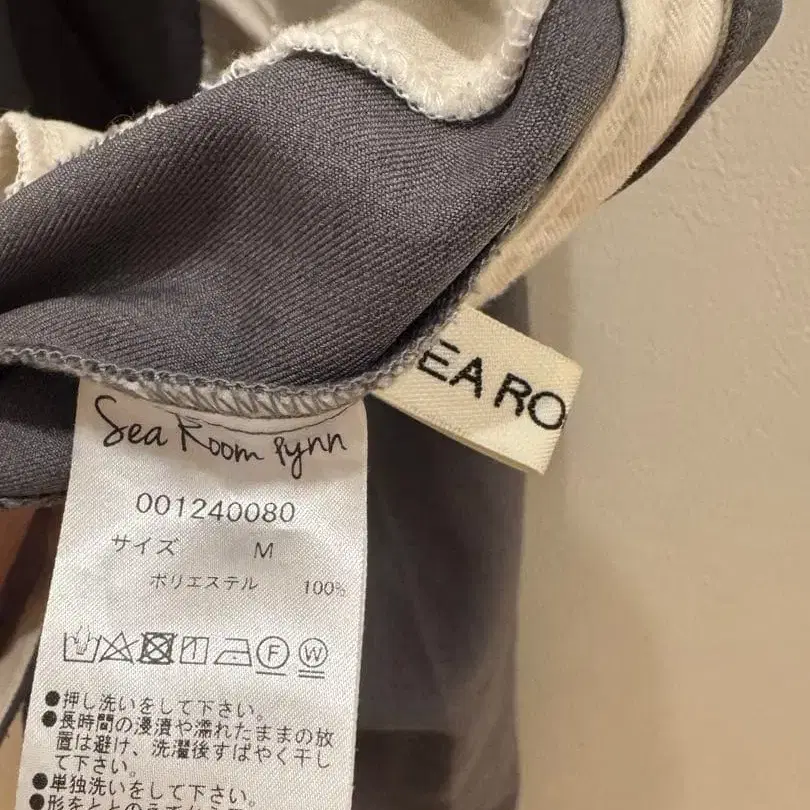 EA RO
Sea Room lynn
001240080
サイズ M
ポリエステル 100%
F W
●押し洗いをして下さい。
●長時間の浸漬や濡れたままの放
置は避け、洗濯後すばやく干し
て下さい。
●単独洗いをして下さい。